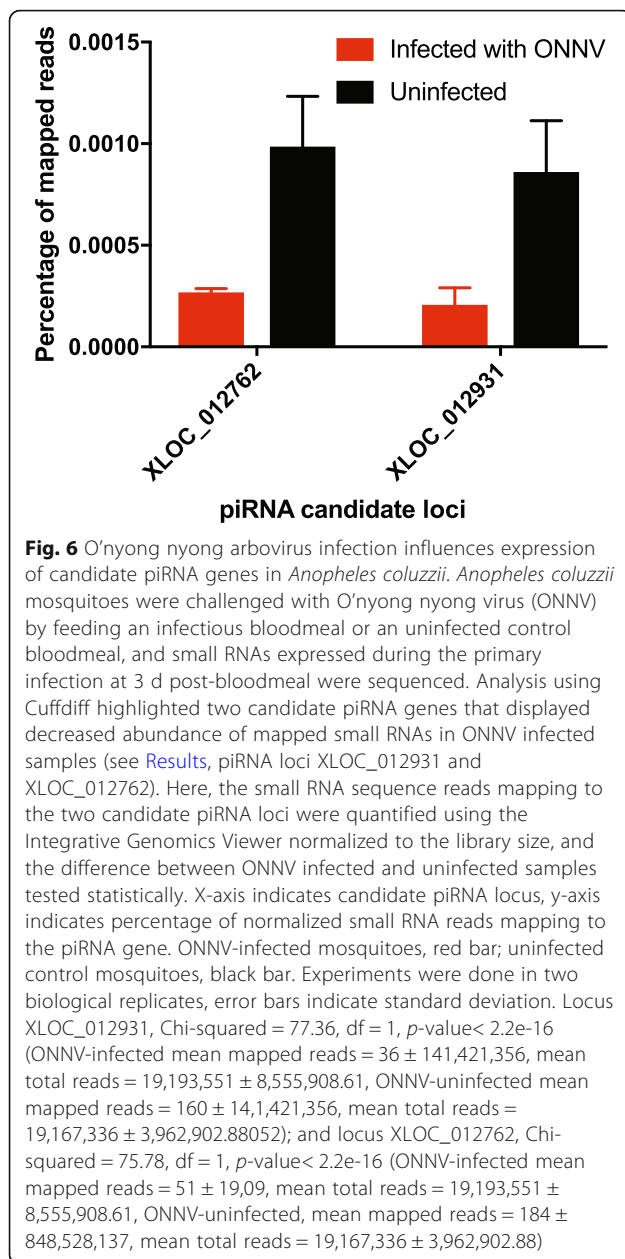 Percentage of mapped reads
0.0015
0.0010
0.0005
0.0000
Infected with ONNV
Uninfected
XLOC_012762
XLOC_012931
piRNA candidate loci
Fig. 6 O'nyong nyong arbovirus infection influences expression
of candidate piRNA genes in Anopheles coluzzii. Anopheles coluzzii
mosquitoes were challenged with O'nyong nyong virus (ONNV)
by feeding an infectious bloodmeal or an uninfected control
bloodmeal, and small RNAs expressed during the primary
infection at 3 d post-bloodmeal were sequenced. Analysis using
Cuffdiff highlighted two candidate piRNA genes that displayed
decreased abundance of mapped small RNAs in ONNV infected
samples (see Results, piRNA loci XLOC_012931 and
XLOC_012762). Here, the small RNA sequence reads mapping to
the two candidate piRNA loci were quantified using the
Integrative Genomics Viewer normalized to the library size, and
the difference between ONNV infected and uninfected samples
tested statistically. X-axis indicates candidate piRNA locus, y-axis
indicates percentage of normalized small RNA reads mapping to
the piRNA gene. ONNV-infected mosquitoes, red bar; uninfected
control mosquitoes, black bar. Experiments were done in two
biological replicates, error bars indicate standard deviation. Locus
XLOC_012931, Chi-squared = 77.36, df = 1, p-value< 2.2e-16
(ONNV-infected mean mapped reads = 36 ± 141,421,356, mean
total reads = 19,193,551 ± 8,555,908.61, ONNV-uninfected mean
mapped reads = 160 ± 14,1,421,356, mean total reads =
19,167,336 ± 3,962,902.88052); and locus XLOC_012762, Chi-
squared = 75.78, df = 1, p-value< 2.2e-16 (ONNV-infected mean
mapped reads = 51 ± 19,09, mean total reads = 19,193,551 ±
8,555,908.61, ONNV-uninfected, mean mapped reads = 184 ±
848,528,137, mean total reads = 19,167,336 ± 3,962,902.88)